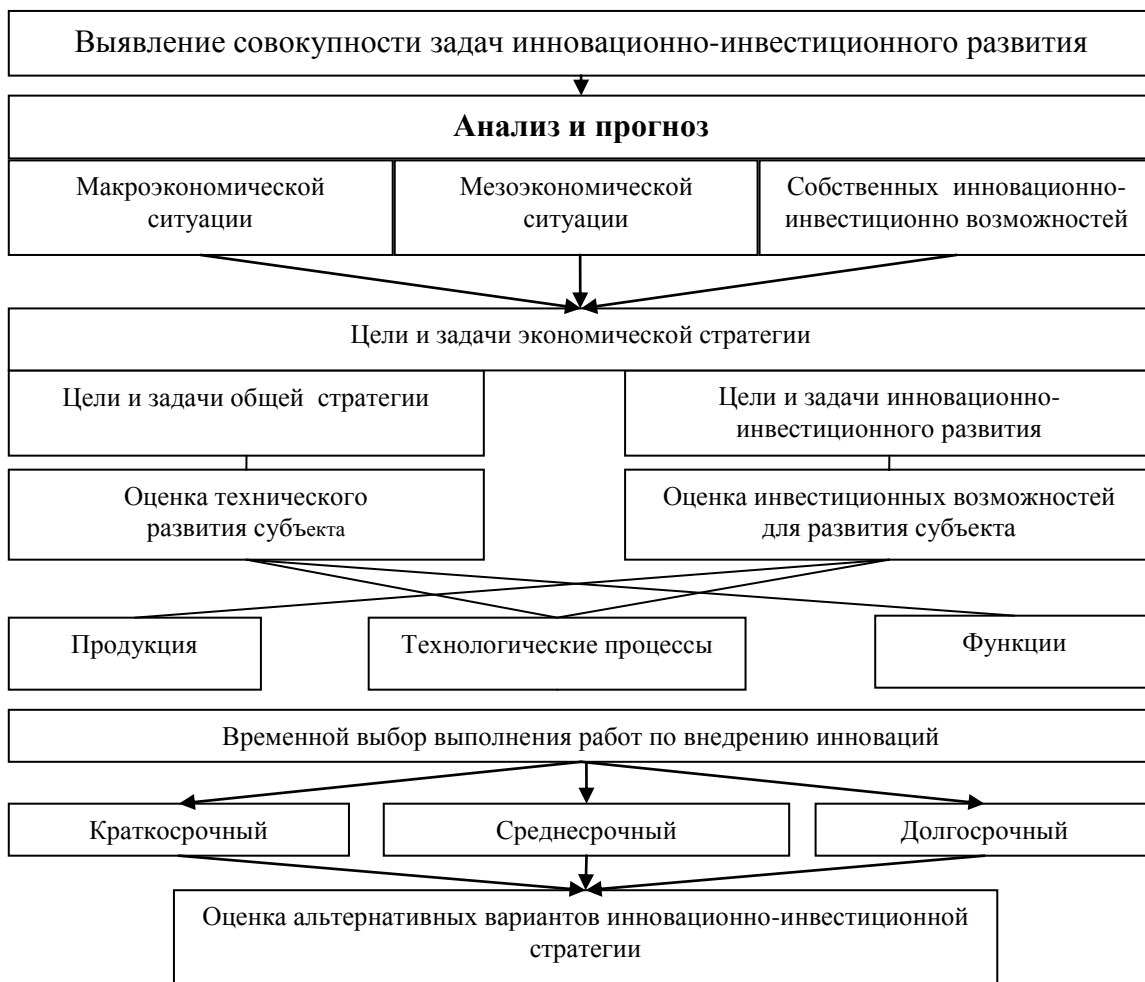 Выявление совокупности задач инновационно-инвестиционного развития
Анализ и прогноз
Макроэкономической
ситуации
Мезоэкономической
ситуации
Собственных инновационно-
инвестиционно возможностей
Цели и задачи экономической стратегии
Цели и задачи общей стратегии
Цели и задачи инновационно-
инвестиционного развития
Оценка технического
развития субъекта
Оценка инвестиционных возможностей
для развития субъекта
Продукция
Технологические процессы
Функции
Временной выбор выполнения работ по внедрению инноваций
Краткосрочный
Среднесрочный
Долгосрочный
Оценка альтернативных вариантов инновационно-инвестиционной
стратегии